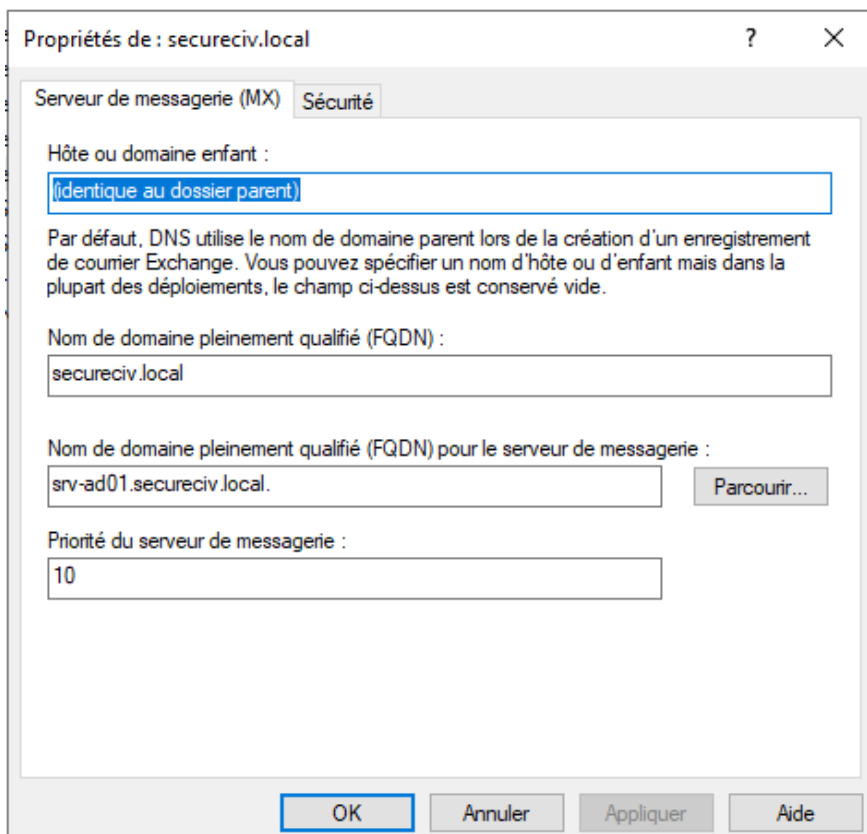 Propriétés de : secureciv.local
?
Serveur de messagerie (MX)
Sécurité
Hôte ou domaine enfant :
(identique au dossier parent)
Par défaut, DNS utilise le nom de domaine parent lors de la création d'un enregistrement
de courrier Exchange. Vous pouvez spécifier un nom d'hôte ou d'enfant mais dans la
plupart des déploiements, le champ ci-dessus est conservé vide.
Nom de domaine pleinement qualifié (FQDN) :
secureciv.local
Nom de domaine pleinement qualifié (FQDN) pour le serveur de messagerie :
srv-ad01.secureciv.local.
Parcourir...
Priorité du serveur de messagerie :
10
OK
Annuler
Appliquer
Aide